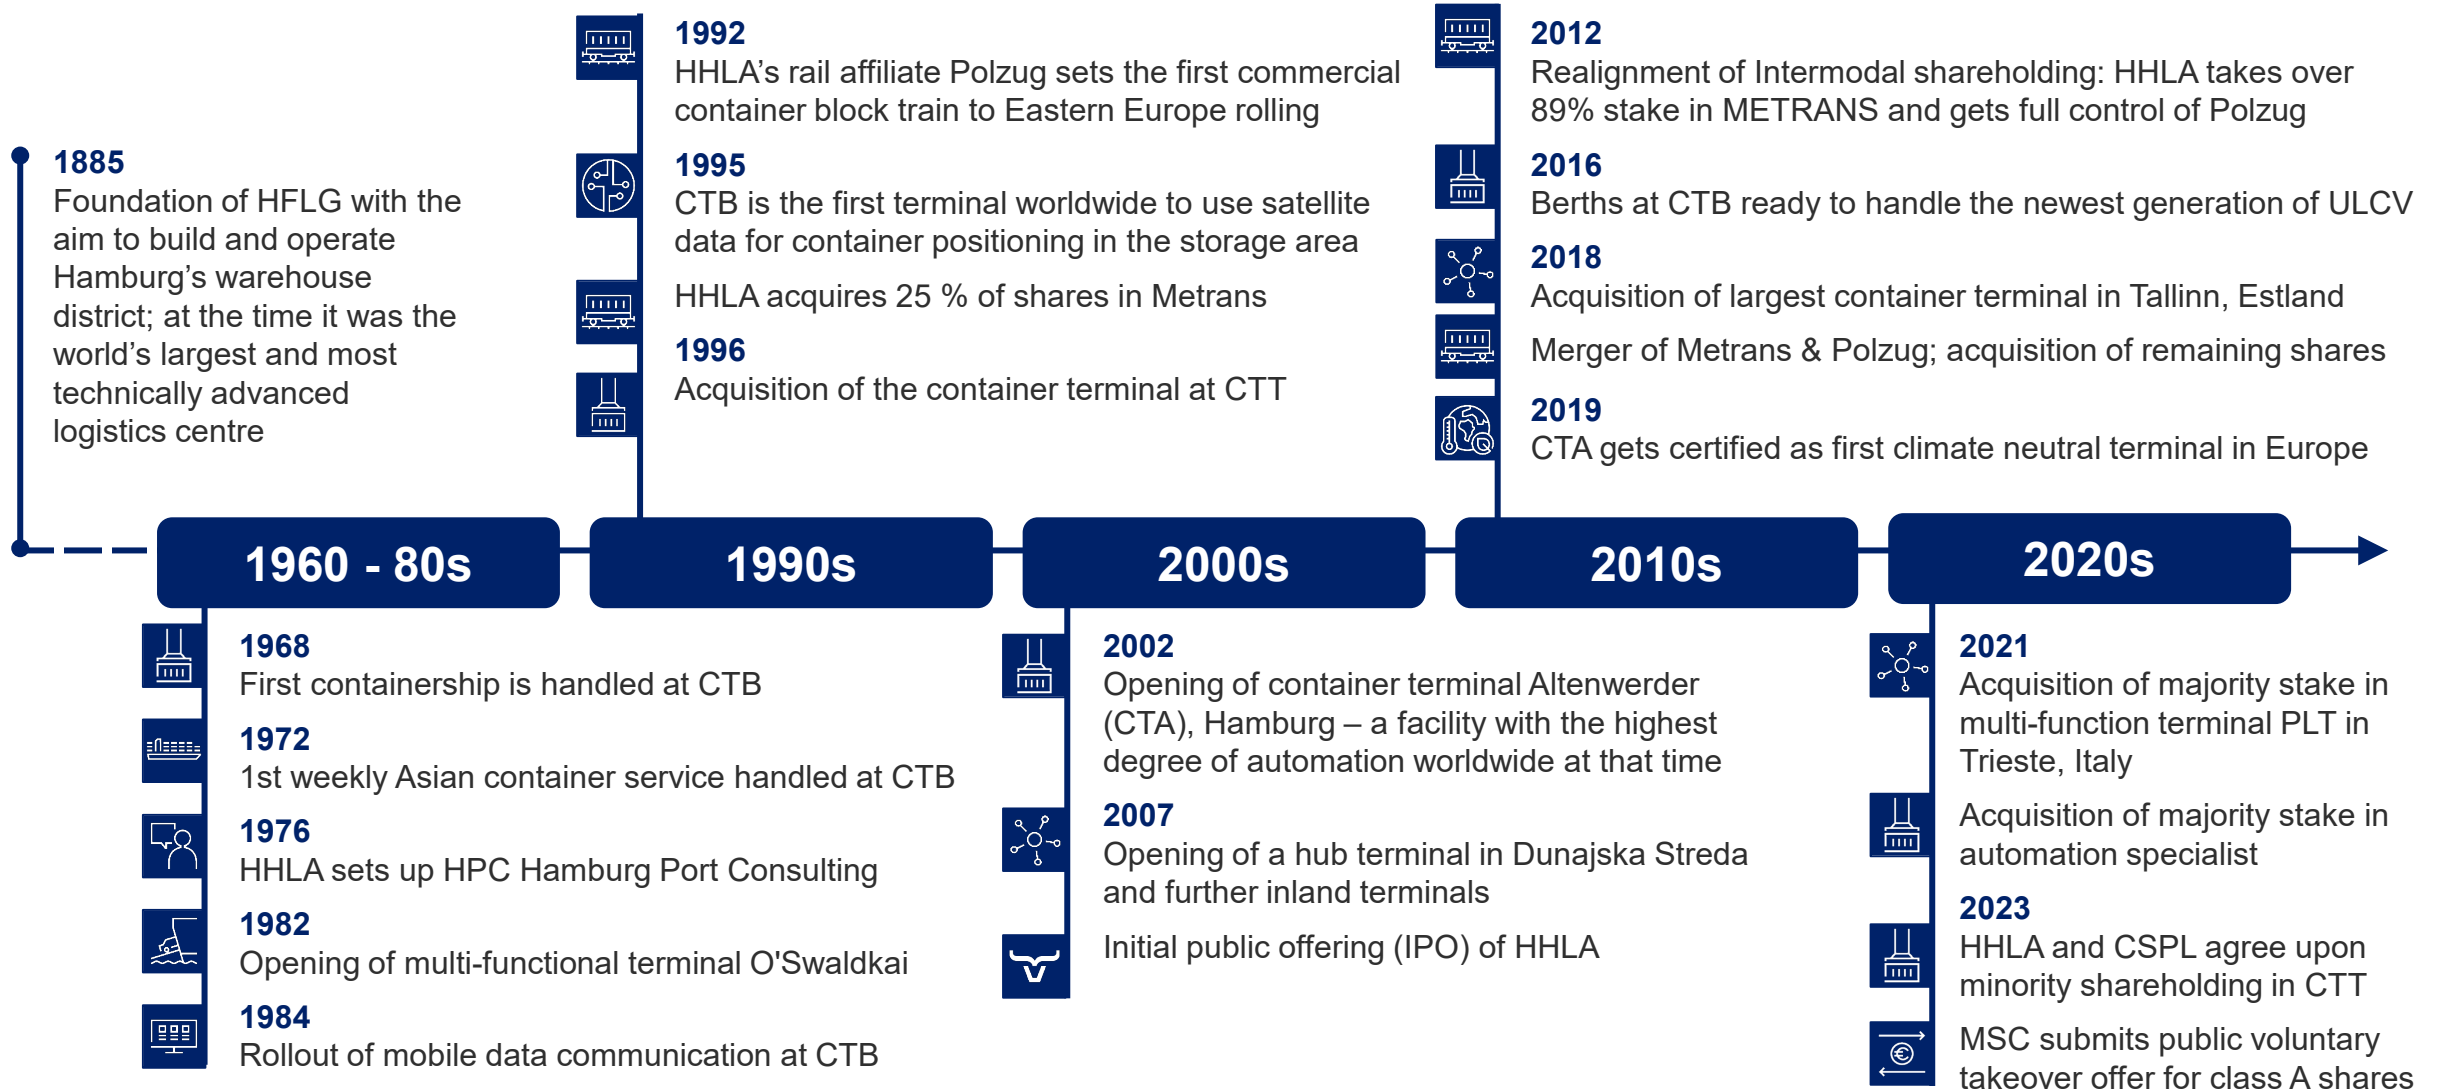 1885
Foundation of HFLG with the
aim to build and operate
Hamburg’s warehouse
district; at the time it was the
world’s largest and most
technically advanced
logistics centre
1992
HHLA’s rail affiliate Polzug sets the first commercial
container block train to Eastern Europe rolling
1995
CTB is the first terminal worldwide to use satellite
data for container positioning in the storage area
HHLA acquires 25 % of shares in Metrans
1996
Acquisition of the container terminal at CTT
2012
Realignment of Intermodal shareholding: HHLA takes over
89% stake in METRANS and gets full control of Polzug
2016
Berths at CTB ready to handle the newest generation of ULCV
2018
Acquisition of largest container terminal in Tallinn, Estland
Merger of Metrans & Polzug; acquisition of remaining shares
2019
CTA gets certified as first climate neutral terminal in Europe
1960 - 80s
1990s
2000s
2010s
2020s
1968
First containership is handled at CTB
1972
1st weekly Asian container service handled at CTB
1976
HHLA sets up HPC Hamburg Port Consulting
1982
Opening of multi-functional terminal O'Swaldkai
1984
Rollout of mobile data communication at CTB
2002
Opening of container terminal Altenwerder
(CTA), Hamburg – a facility with the highest
degree of automation worldwide at that time
2007
Opening of a hub terminal in Dunajska Streda
and further inland terminals
Initial public offering (IPO) of HHLA
2021
Acquisition of majority stake in
multi-function terminal PLT in
Trieste, Italy
Acquisition of majority stake in
automation specialist
2023
HHLA and CSPL agree upon
minority shareholding in CTT
MSC submits public voluntary
takeover offer for class A shares